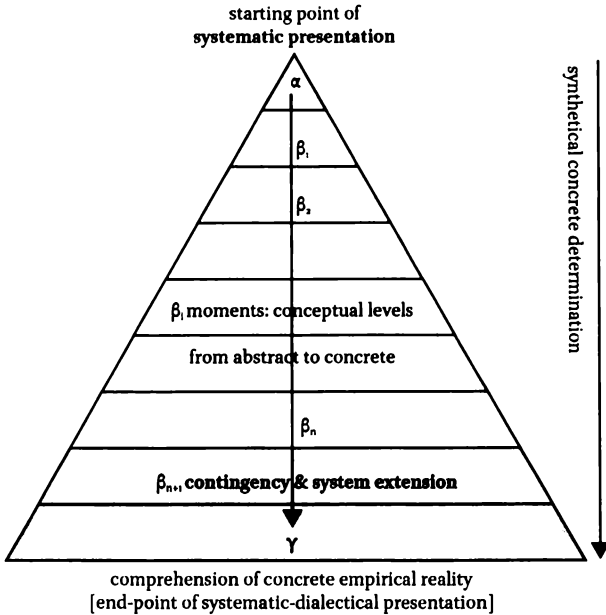 starting point of
systematic presentation
α
β₁
β₂
βᵢ moments: conceptual levels
from abstract to concrete
βₙ
βₙ₊₁ contingency & system extension
γ
comprehension of concrete empirical reality
[end-point of systematic-dialectical presentation]
synthetical concrete determination